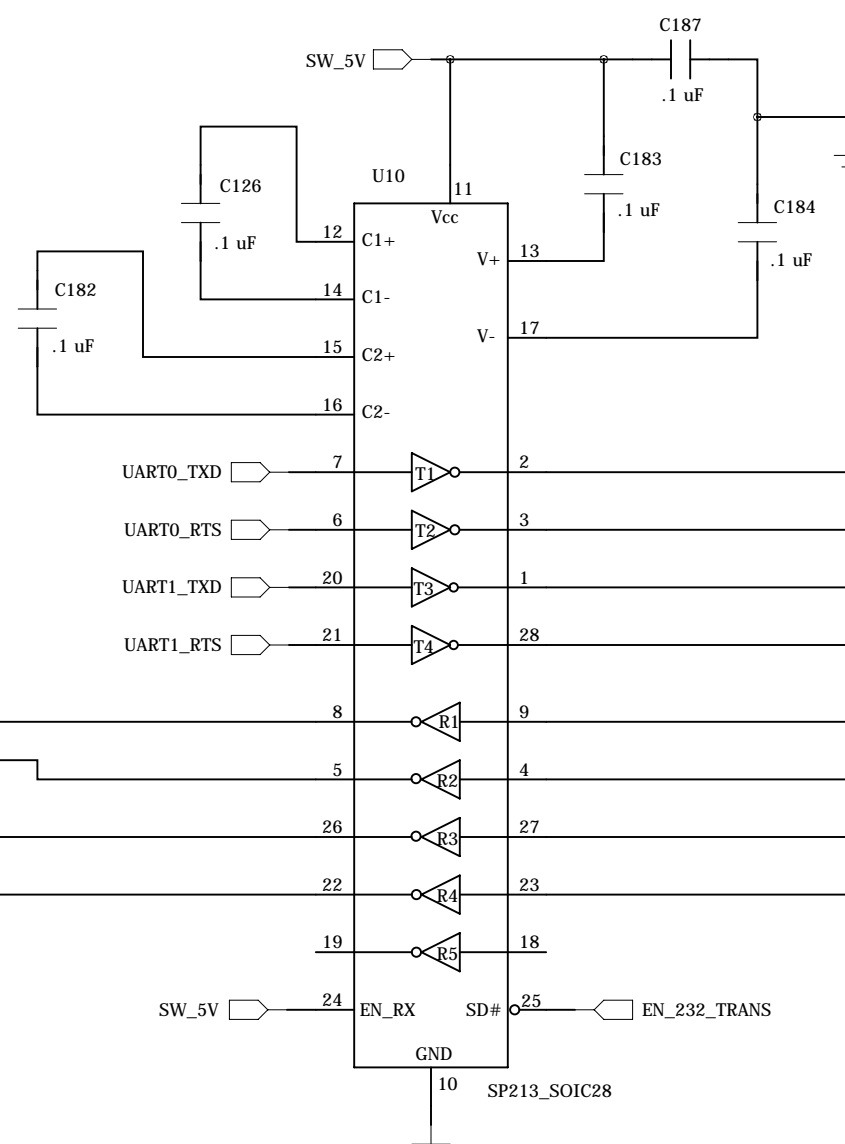 C187
SW_5V
.1 uF
C183
C126
U10
11
C184
.1 uF
Vcc
12
C1+
13
.1 uF
V+
.1 uF
C182
14
C1-
17
V-
.1 uF
15
C2+
16
C2-
UART0_TXD
7
T1
2
UART0_RTS
6
T2
3
UART1_TXD
20
T3
1
UART1_RTS
21
T4
28
8
R1
9
5
R2
4
26
R3
27
22
R4
23
19
R5
18
SW_5V
24
EN_RX
SD#
25
EN_232_TRANS
GND
10
SP213_SOIC28